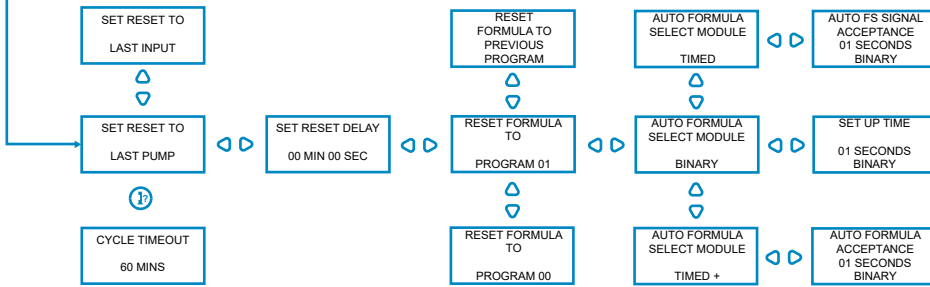 SET RESET TO
LAST INPUT
RESET
FORMULA TO
PREVIOUS
PROGRAM
AUTO FORMULA
SELECT MODULE
TIMED
AUTO FS SIGNAL
ACCEPTANCE
01 SECONDS
BINARY
SET RESET TO
LAST PUMP
SET RESET DELAY
00 MIN 00 SEC
RESET FORMULA
TO
PROGRAM 01
AUTO FORMULA
SELECT MODULE
BINARY
SET UP TIME
01 SECONDS
BINARY
?
CYCLE TIMEOUT
60 MINS
RESET FORMULA
TO
PROGRAM 00
AUTO FORMULA
SELECT MODULE
TIMED +
AUTO FORMULA
ACCEPTANCE
01 SECONDS
BINARY